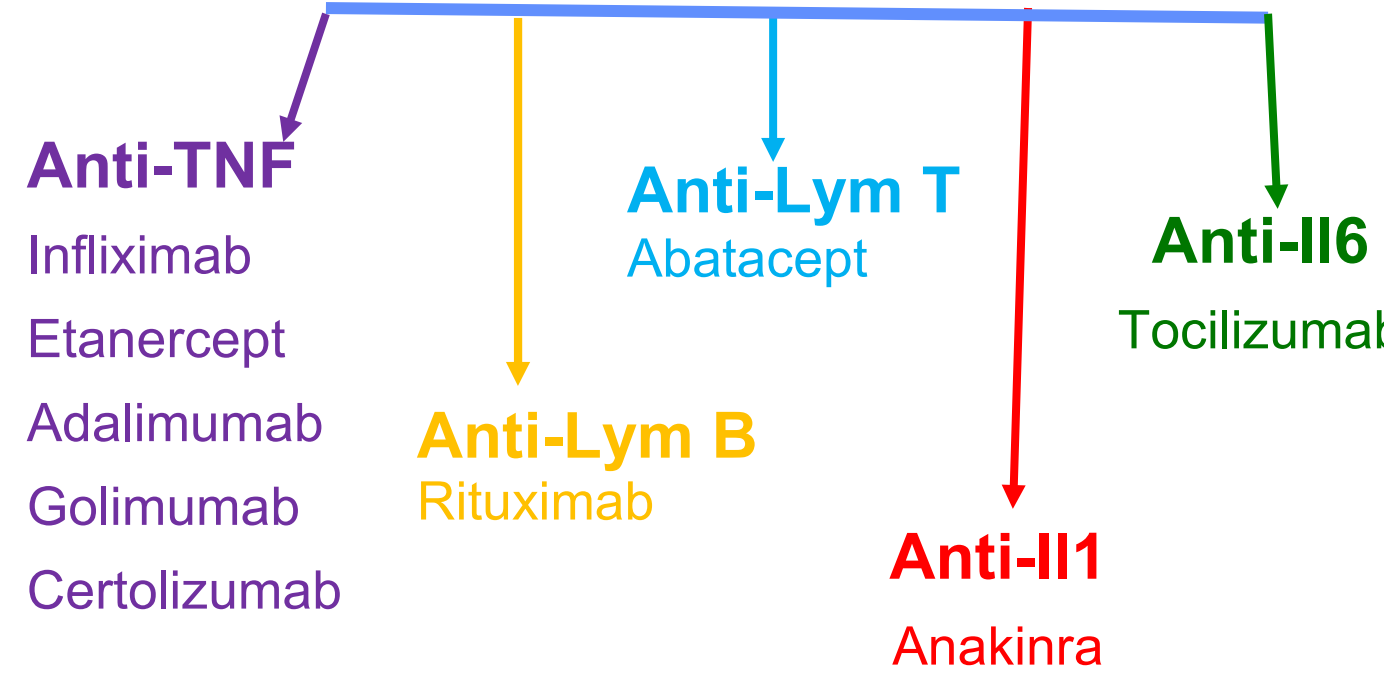 Anti-TNF
Infliximab
Etanercept
Adalimumab
Golimumab
Certolizumab
Anti-Lym B
Rituximab
Anti-Lym T
Abatacept
Anti-Il1
Anakinra
Anti-Il6
Tocilizumab